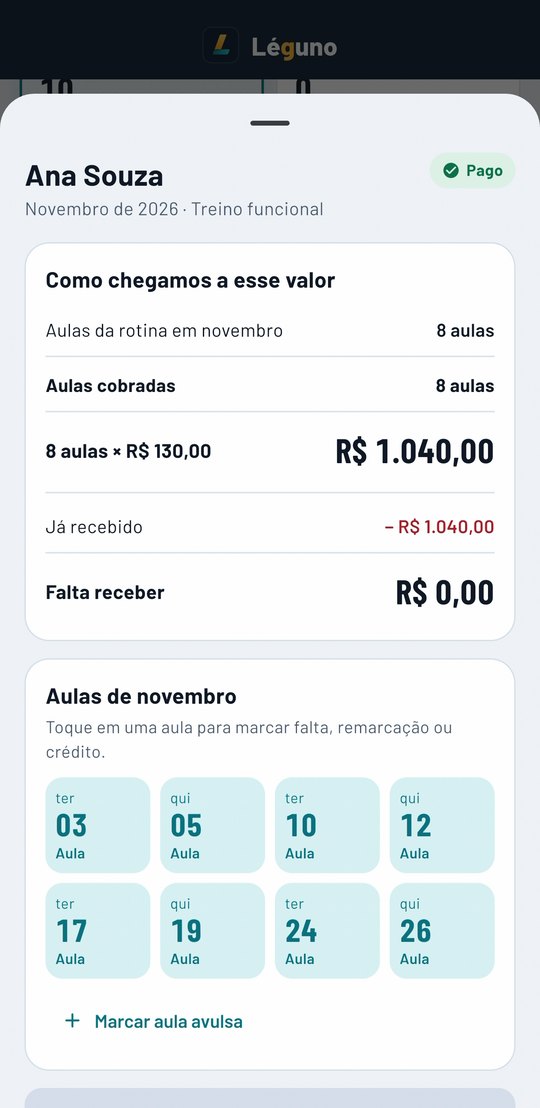 Léguno
Ana Souza
Pago
Novembro de 2026 · Treino funcional
Como chegamos a esse valor
Aulas da rotina em novembro 8 aulas
Aulas cobradas 8 aulas
8 aulas × R$ 130,00 R$ 1.040,00
Já recebido – R$ 1.040,00
Falta receber R$ 0,00
Aulas de novembro
Toque em uma aula para marcar falta, remarcação ou
crédito.
ter qui ter qui
03 05 10 12
Aula Aula Aula Aula
ter qui ter qui
17 19 24 26
Aula Aula Aula Aula
+ Marcar aula avulsa